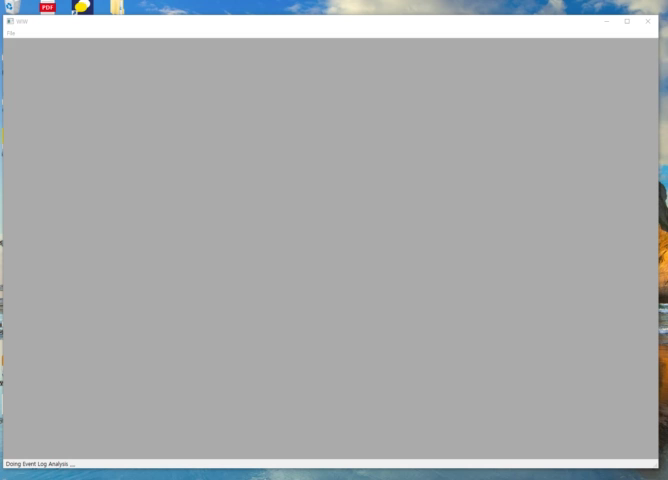 PDF
WW
File
Doing Event Log Analysis ....